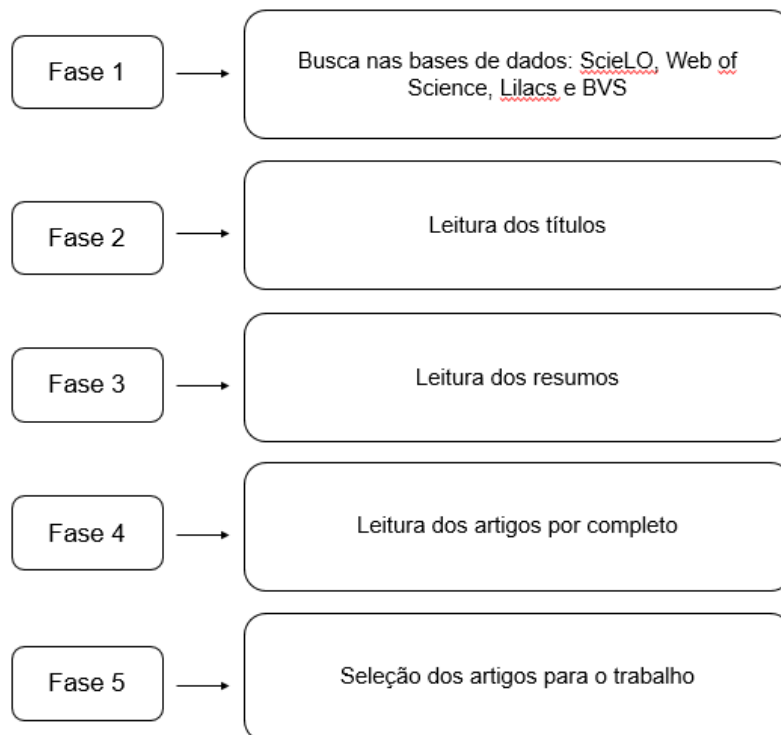 Fase 1
Busca nas bases de dados: ScieLO, Web of
Science, Lilacs e BVS
Fase 2
Leitura dos títulos
Fase 3
Leitura dos resumos
Fase 4
Leitura dos artigos por completo
Fase 5
Seleção dos artigos para o trabalho